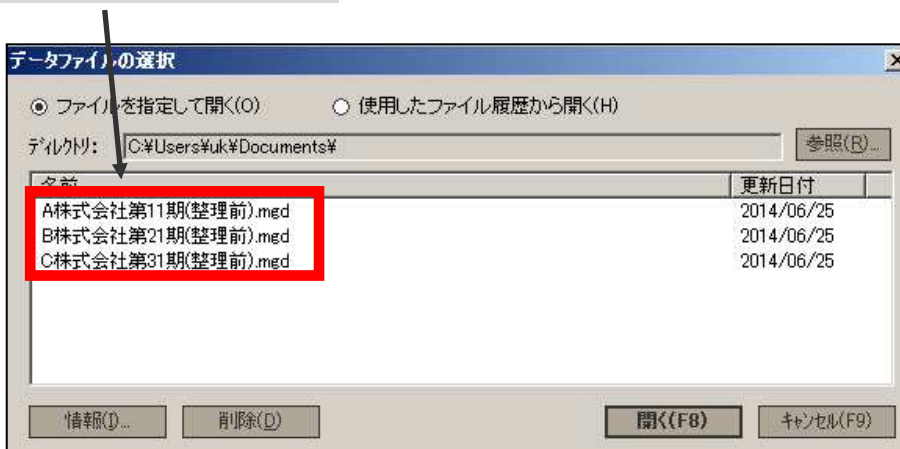 データファイルの選択
ファイルを指定して開く(O) 使用したファイル履歴から開く(H)
ディレクトリ: C:¥Users¥uk¥Documents¥ 参照(R)...
名前 更新日付
A株式会社第11期(整理前).mgd 2014/06/25
B株式会社第21期(整理前).mgd 2014/06/25
C株式会社第31期(整理前).mgd 2014/06/25
情報(I)... 削除(D) 開く(F8) キャンセル(F9)